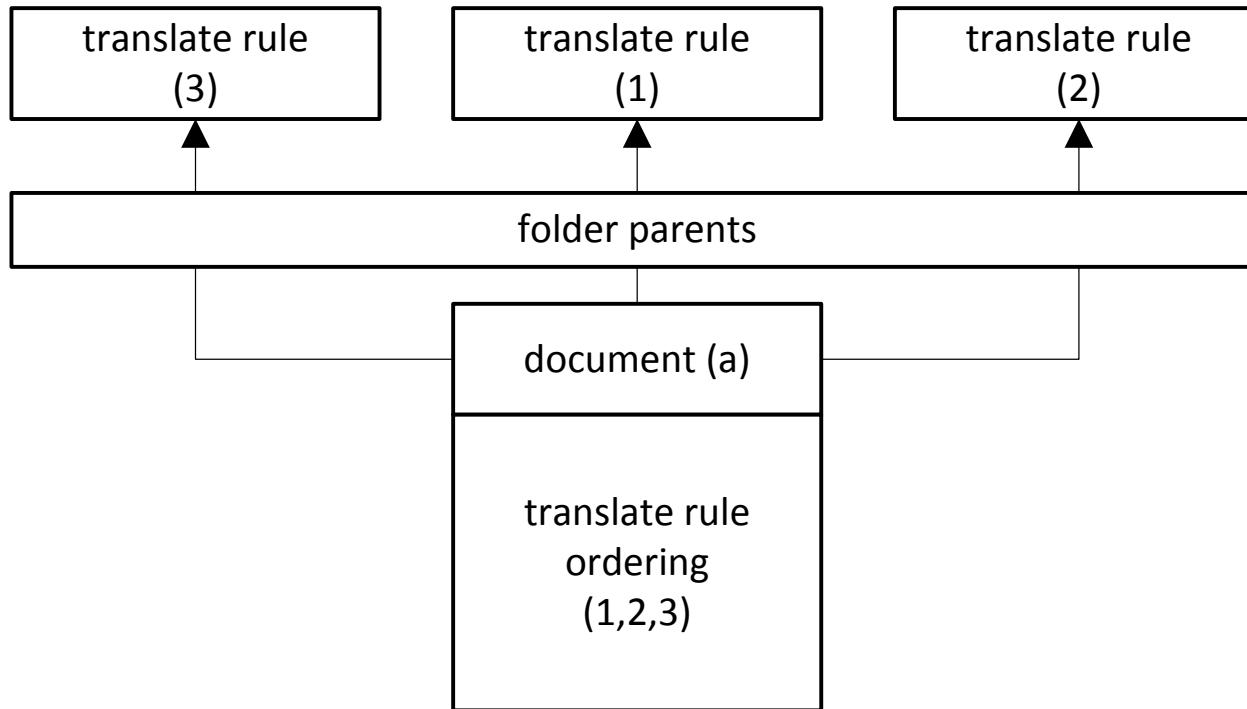 translate rule
(3)
translate rule
(1)
translate rule
(2)
folder parents
document (a)
translate rule
ordering
(1,2,3)